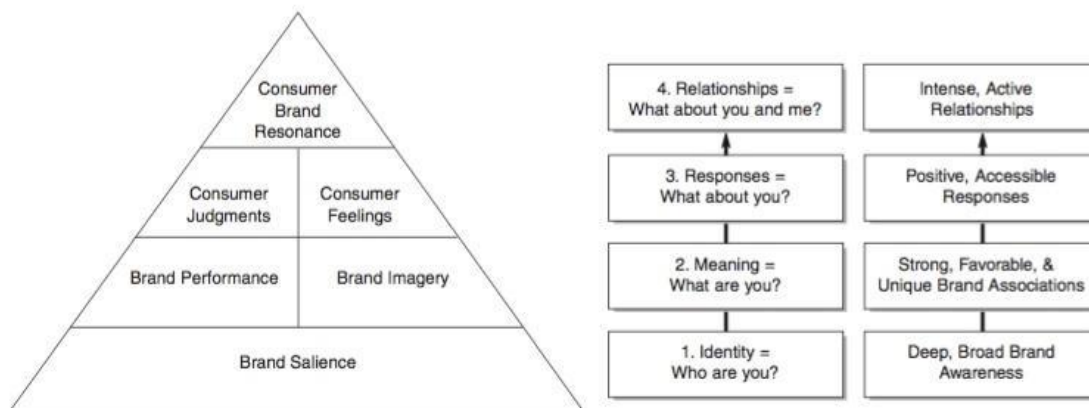 Consumer
Brand
Resonance
Consumer
Judgments
Consumer
Feelings
Brand Performance
Brand Imagery
Brand Salience
4. Relationships =
What about you and me?
Intense, Active
Relationships
3. Responses =
What about you?
Positive, Accessible
Responses
2. Meaning =
What are you?
Strong, Favorable, &
Unique Brand Associations
1. Identity =
Who are you?
Deep, Broad Brand
Awareness